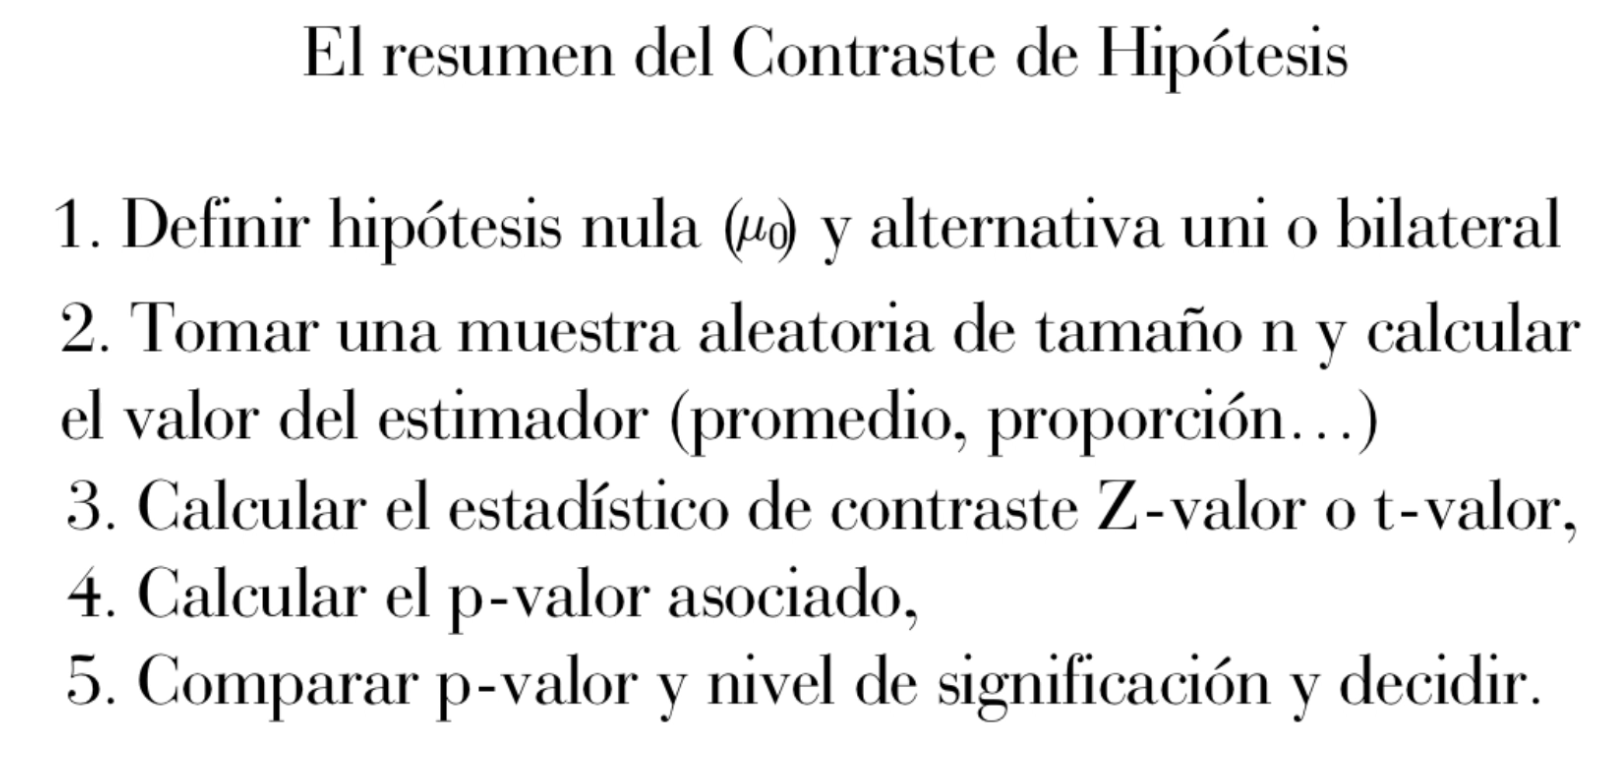 El resumen del Contraste de Hipótesis
1. Definir hipótesis nula (μ₀) y alternativa uni o bilateral
2. Tomar una muestra aleatoria de tamaño n y calcular
el valor del estimador (promedio, proporción...)
3. Calcular el estadístico de contraste Z-valor o t-valor,
4. Calcular el p-valor asociado,
5. Comparar p-valor y nivel de significación y decidir.